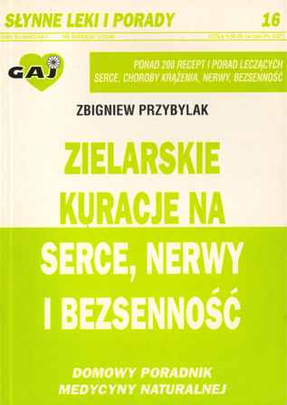 SŁYNNE LEKI I PORADY 16
GAJ
PONAD 200 RECEPT I PORAD LECZĄCYCH
SERCE, CHOROBY KRĄŻENIA, NERWY, BEZSENNOŚĆ
ZBIGNIEW PRZYBYLAK
ZIELARSKIE
KURACJE NA
SERCE, NERWY
I BEZSENNOŚĆ
DOMOWY PORADNIK
MEDYCYNY NATURALNEJ